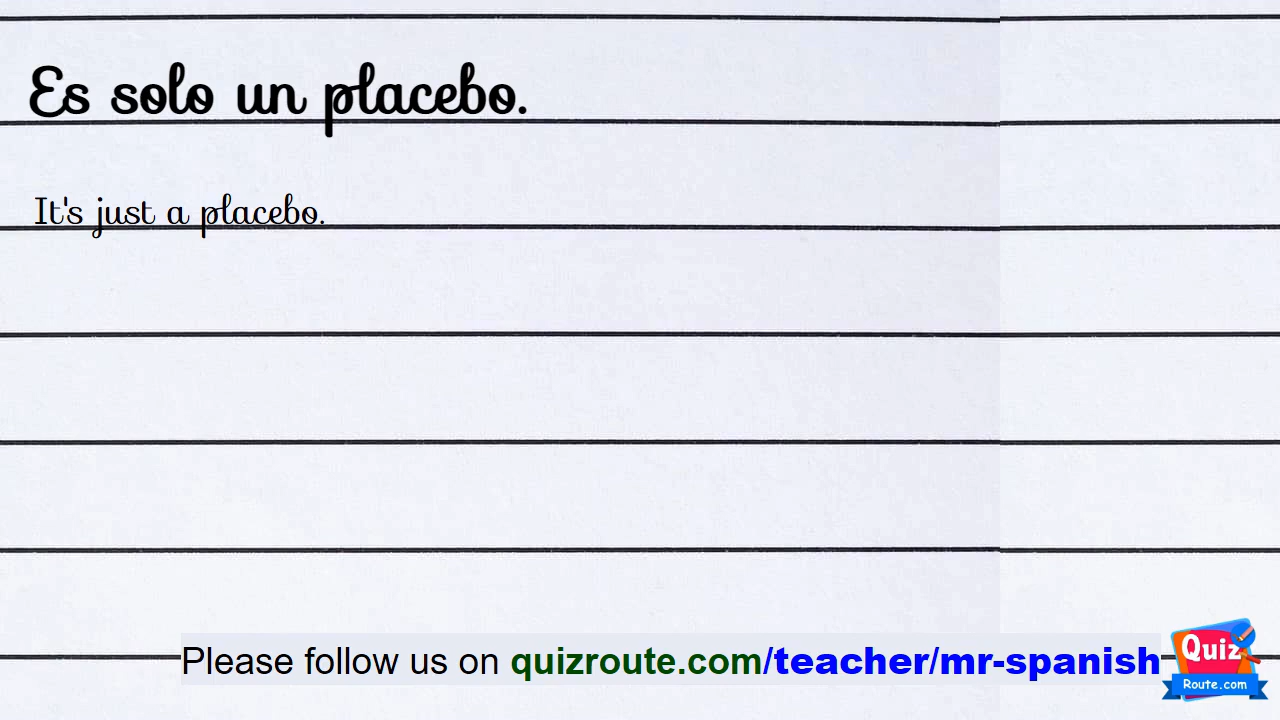 Es solo un placebo.
It's just a placebo.
Please follow us on quizroute.com/teacher/mr-spanish
Quiz
Route.com